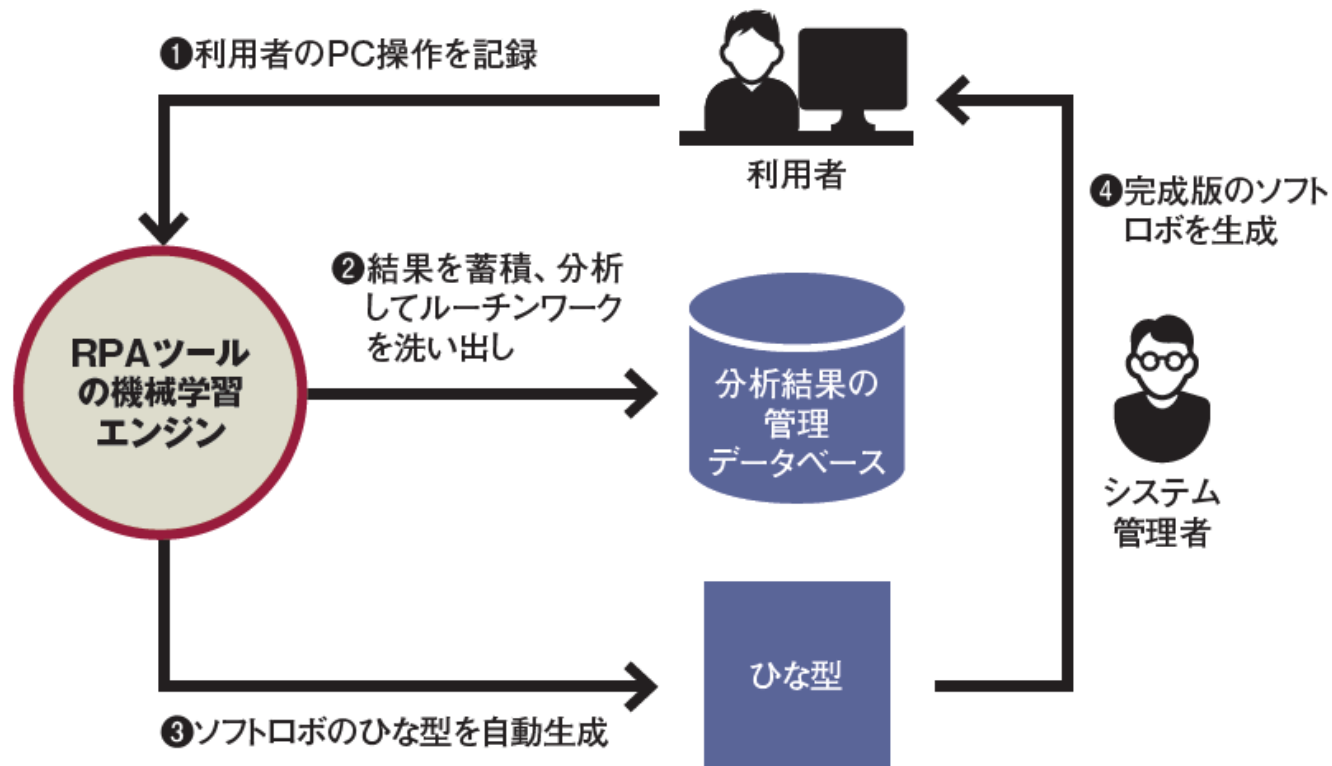 ❶利用者のPC操作を記録
利用者
❹完成版のソフト
ロボを生成
❷結果を蓄積、分析
してルーチンワーク
を洗い出し
RPAツール
の機械学習
エンジン
分析結果の
管理
データベース
システム
管理者
ひな型
❸ソフトロボのひな型を自動生成